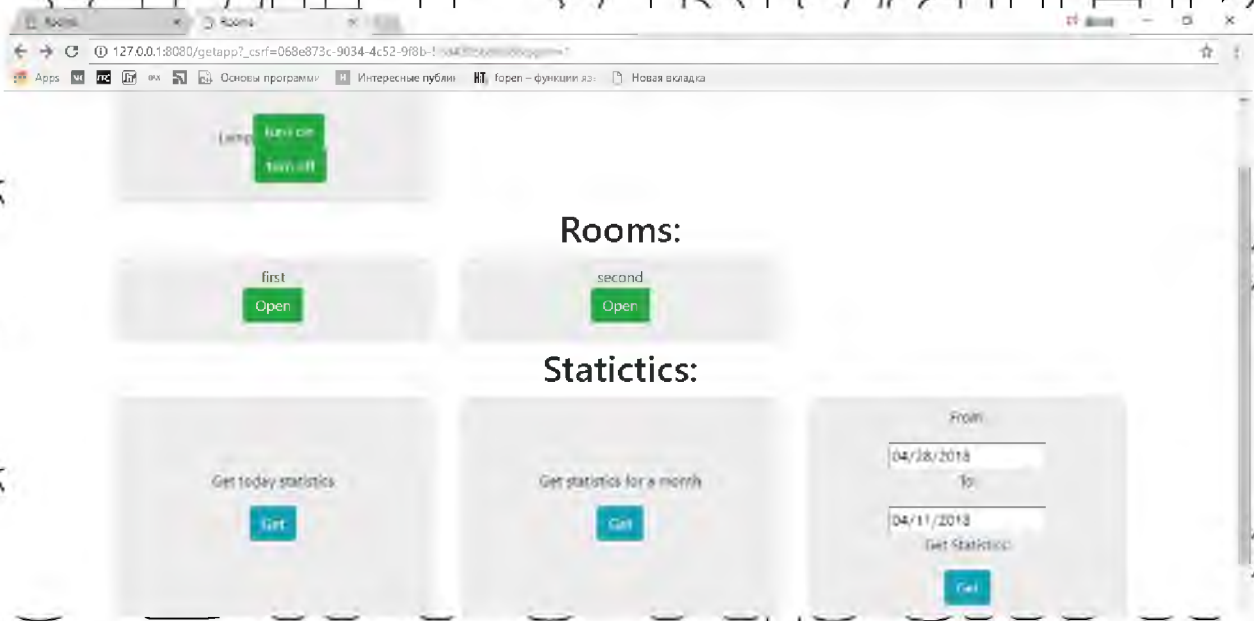 Rooms
Rooms
127.0.0.1:8080/getapp?_csrf=068e873c-9034-4c52-9f8b-
Apps Основы программи Интересные публик fopen – функции яз Новая вкладка
Lamp turn on
turn off
Rooms:
first second
Open Open
Statictics:
From
04/28/2018
Get today statistics Get statistics for a month To:
Get Get 04/11/2018
Get Statistics:
Get